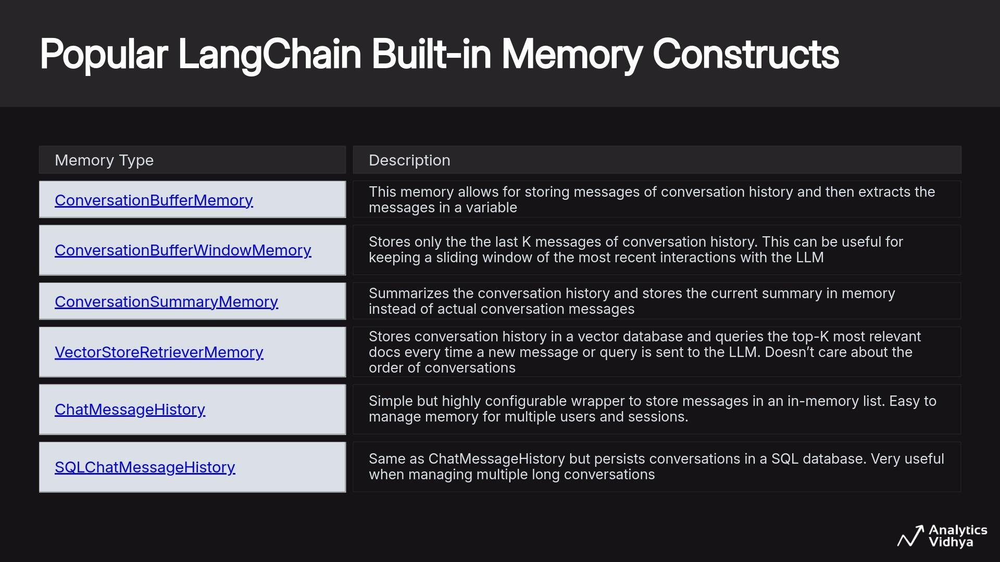 Popular LangChain Built-in Memory Constructs
Memory Type
Description
ConversationBufferMemory
This memory allows for storing messages of conversation history and then extracts the
messages in a variable
ConversationBufferWindowMemory
Stores only the the last K messages of conversation history. This can be useful for
keeping a sliding window of the most recent interactions with the LLM
ConversationSummaryMemory
Summarizes the conversation history and stores the current summary in memory
instead of actual conversation messages
VectorStoreRetrieverMemory
Stores conversation history in a vector database and queries the top-K most relevant
docs every time a new message or query is sent to the LLM. Doesn’t care about the
order of conversations
ChatMessageHistory
Simple but highly configurable wrapper to store messages in an in-memory list. Easy to
manage memory for multiple users and sessions.
SQLChatMessageHistory
Same as ChatMessageHistory but persists conversations in a SQL database. Very useful
when managing multiple long conversations
Analytics
Vidhya